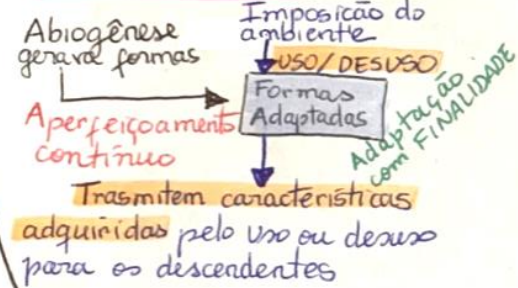 Abiogênese
gerava formas
Imposição do
ambiente
USO/DESUSO
Formas
Adaptadas
Aperfeiçoamento
contínuo
Adaptação
com FINALIDADE
Trasmitem características
adquiridas pelo uso ou desuso
para os descendentes